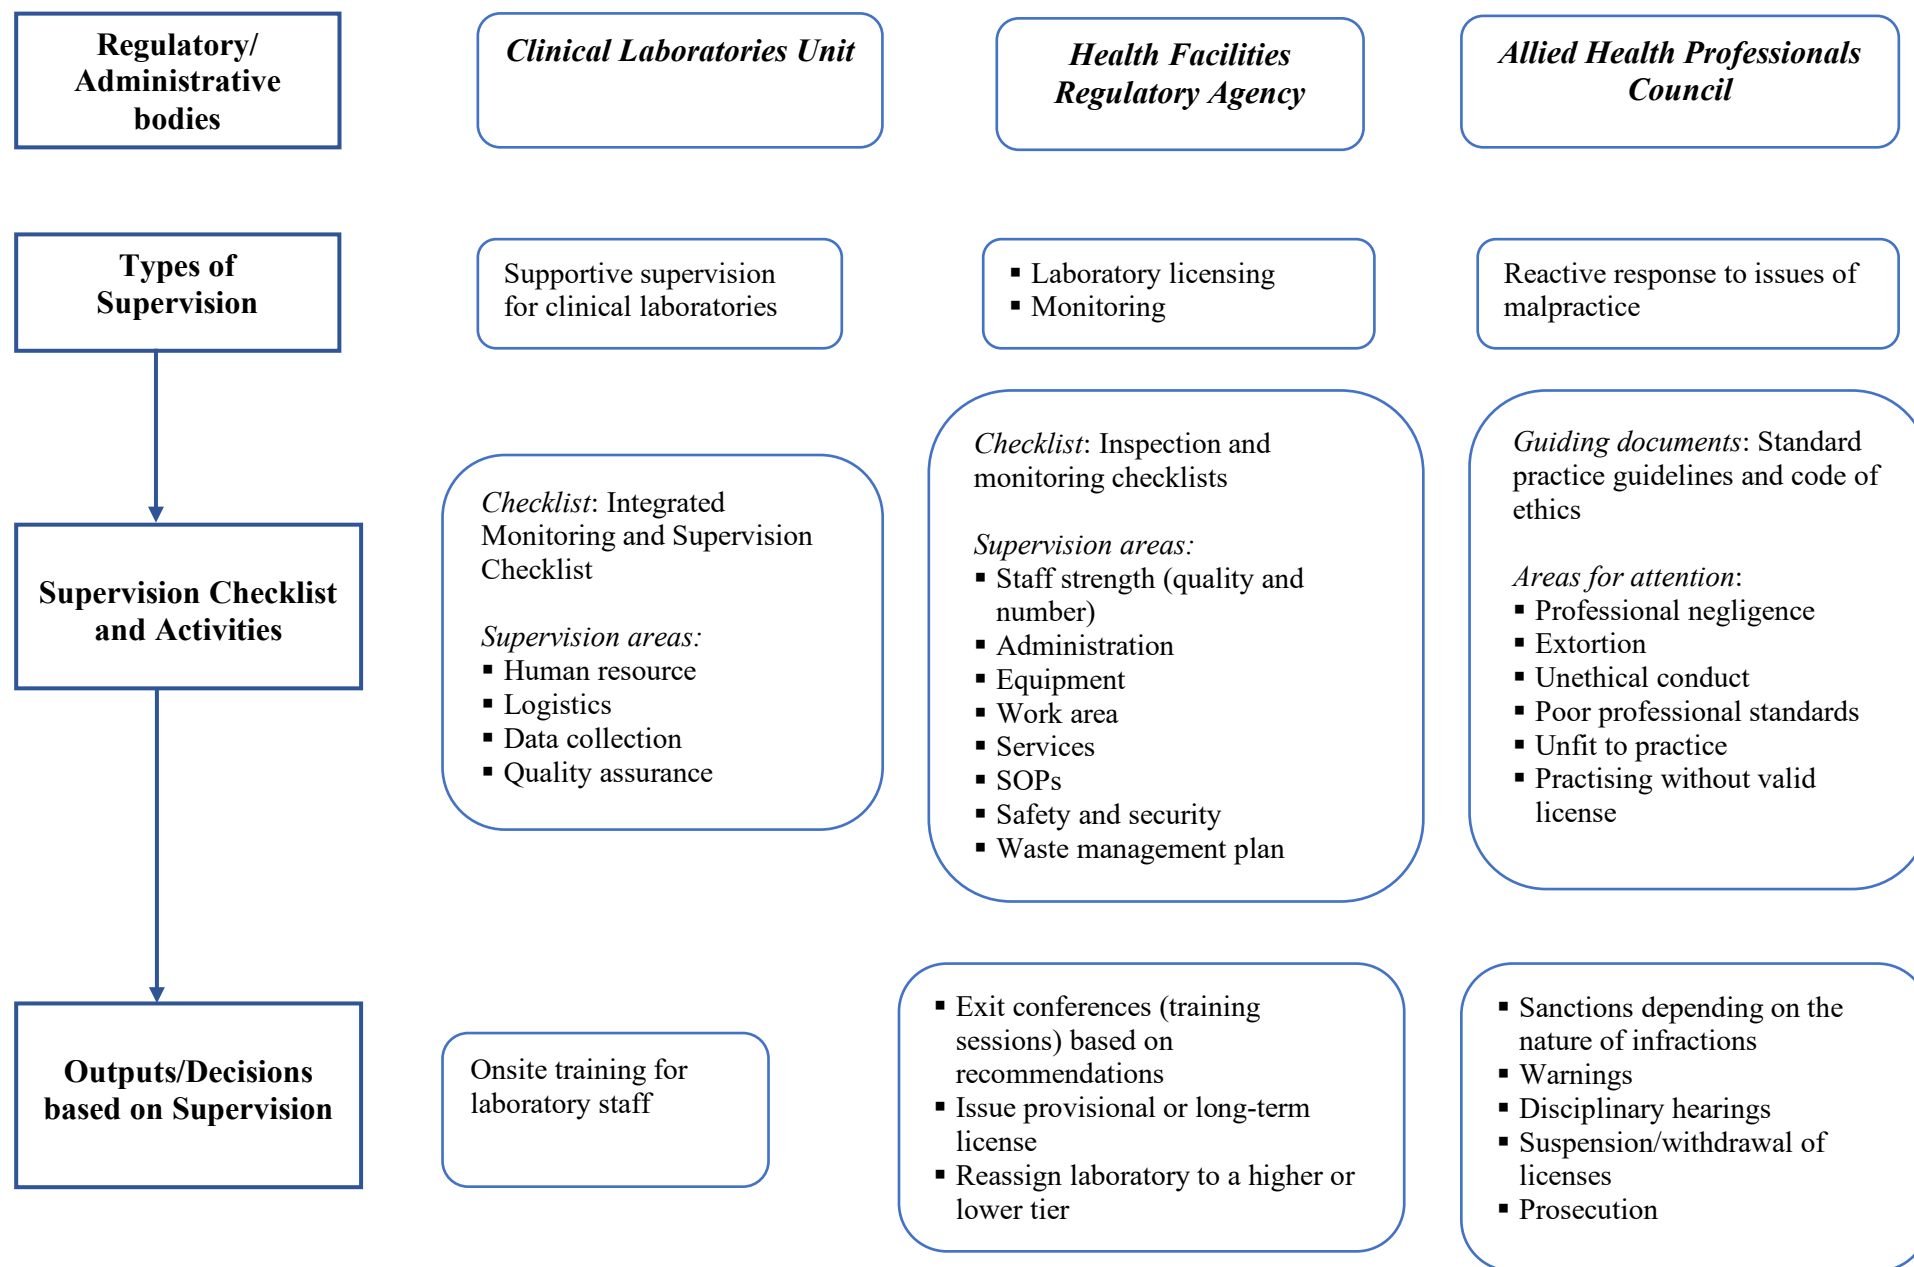 Regulatory/
Administrative
bodies
Clinical Laboratories Unit
Health Facilities
Regulatory Agency
Allied Health Professionals
Council
Types of
Supervision
Supportive supervision
for clinical laboratories
▪ Laboratory licensing
▪ Monitoring
Reactive response to issues of
malpractice
Supervision Checklist
and Activities
Checklist: Integrated
Monitoring and Supervision
Checklist
Supervision areas:
▪ Human resource
▪ Logistics
▪ Data collection
▪ Quality assurance
Checklist: Inspection and
monitoring checklists
Supervision areas:
▪ Staff strength (quality and
number)
▪ Administration
▪ Equipment
▪ Work area
▪ Services
▪ SOPs
▪ Safety and security
▪ Waste management plan
Guiding documents: Standard
practice guidelines and code of
ethics
Areas for attention:
▪ Professional negligence
▪ Extortion
▪ Unethical conduct
▪ Poor professional standards
▪ Unfit to practice
▪ Practising without valid
license
Outputs/Decisions
based on Supervision
Onsite training for
laboratory staff
▪ Exit conferences (training
sessions) based on
recommendations
▪ Issue provisional or long-term
license
▪ Reassign laboratory to a higher or
lower tier
▪ Sanctions depending on the
nature of infractions
▪ Warnings
▪ Disciplinary hearings
▪ Suspension/withdrawal of
licenses
▪ Prosecution